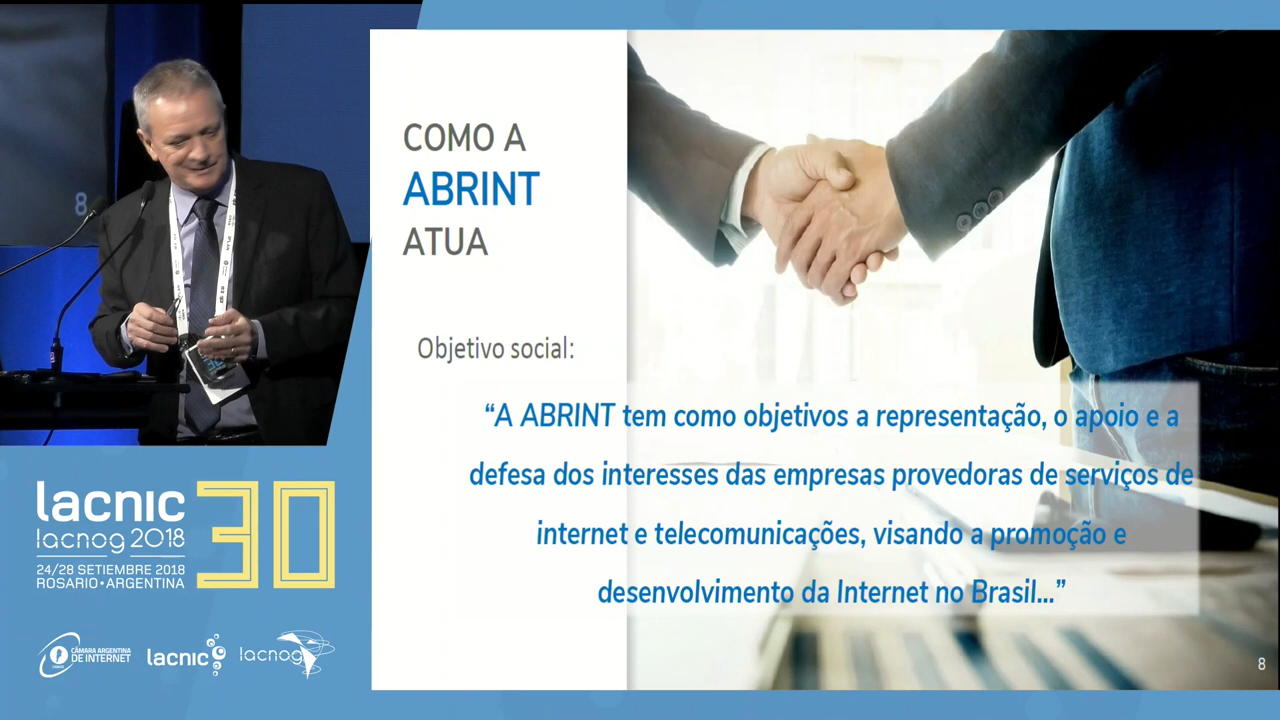 8
COMO A
ABRINT
ATUA
Objetivo social:
“A ABRINT tem como objetivos a representação, o apoio e a
defesa dos interesses das empresas provedoras de serviços de
internet e telecomunicações, visando a promoção e
desenvolvimento da Internet no Brasil...”
8
lacnic 30
lacnog 2018
24/28 SETIEMBRE 2018
ROSARIO•ARGENTINA
CÁMARA ARGENTINA
DE INTERNET
lacnic
lacnog